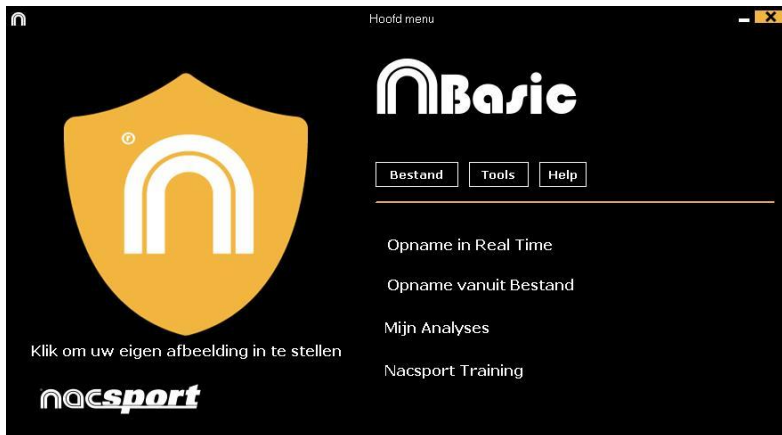 Hoofd menu
Basic
Bestand
Tools
Help
Opname in Real Time
Opname vanuit Bestand
Mijn Analyses
Nacsport Training
Klik om uw eigen afbeelding in te stellen
nacsport